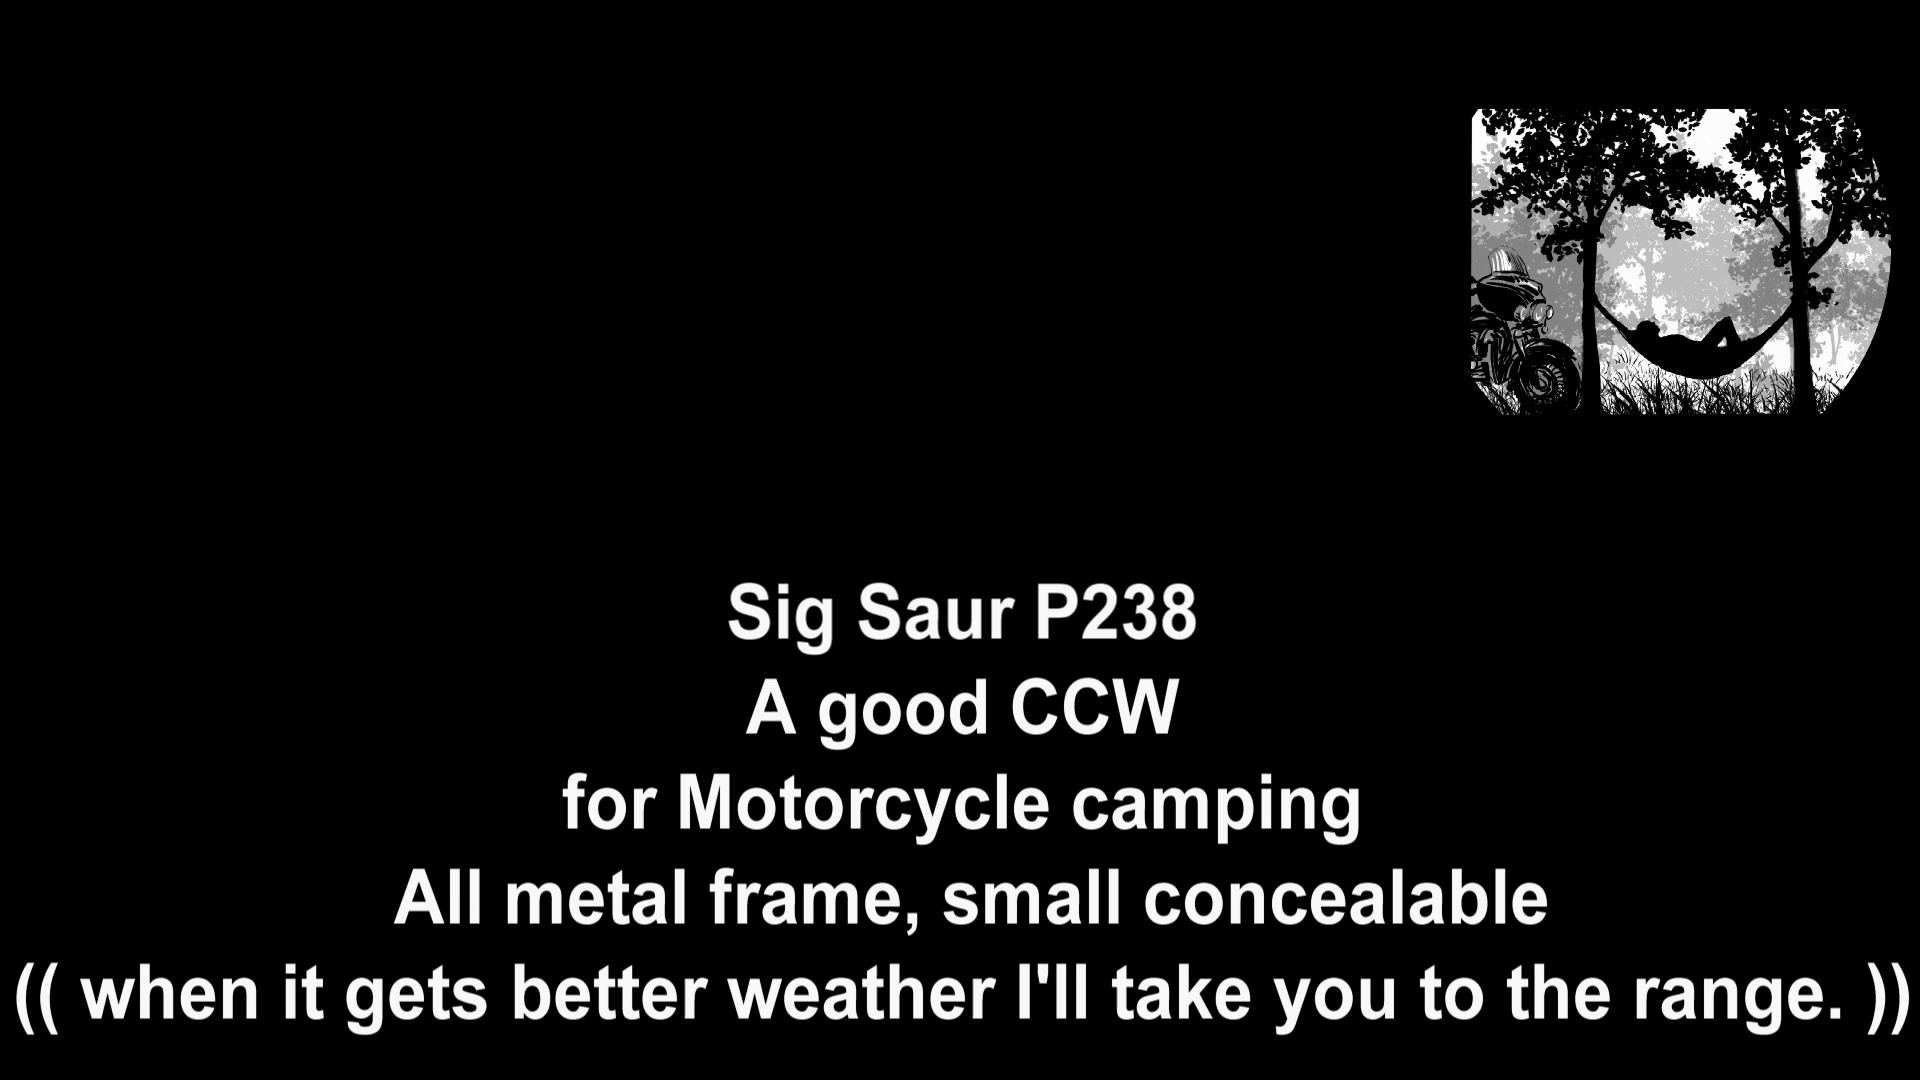 Sig Saur P238
A good CCW
for Motorcycle camping
All metal frame, small concealable
(( when it gets better weather I'll take you to the range. ))